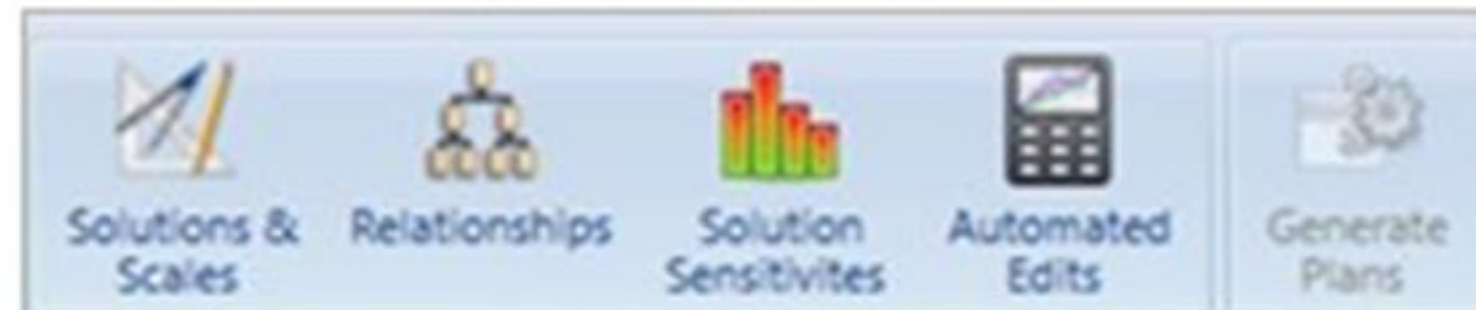 Solutions &
Scales
Relationships
Solution
Sensitivites
Automated
Edits
Generate
Plans